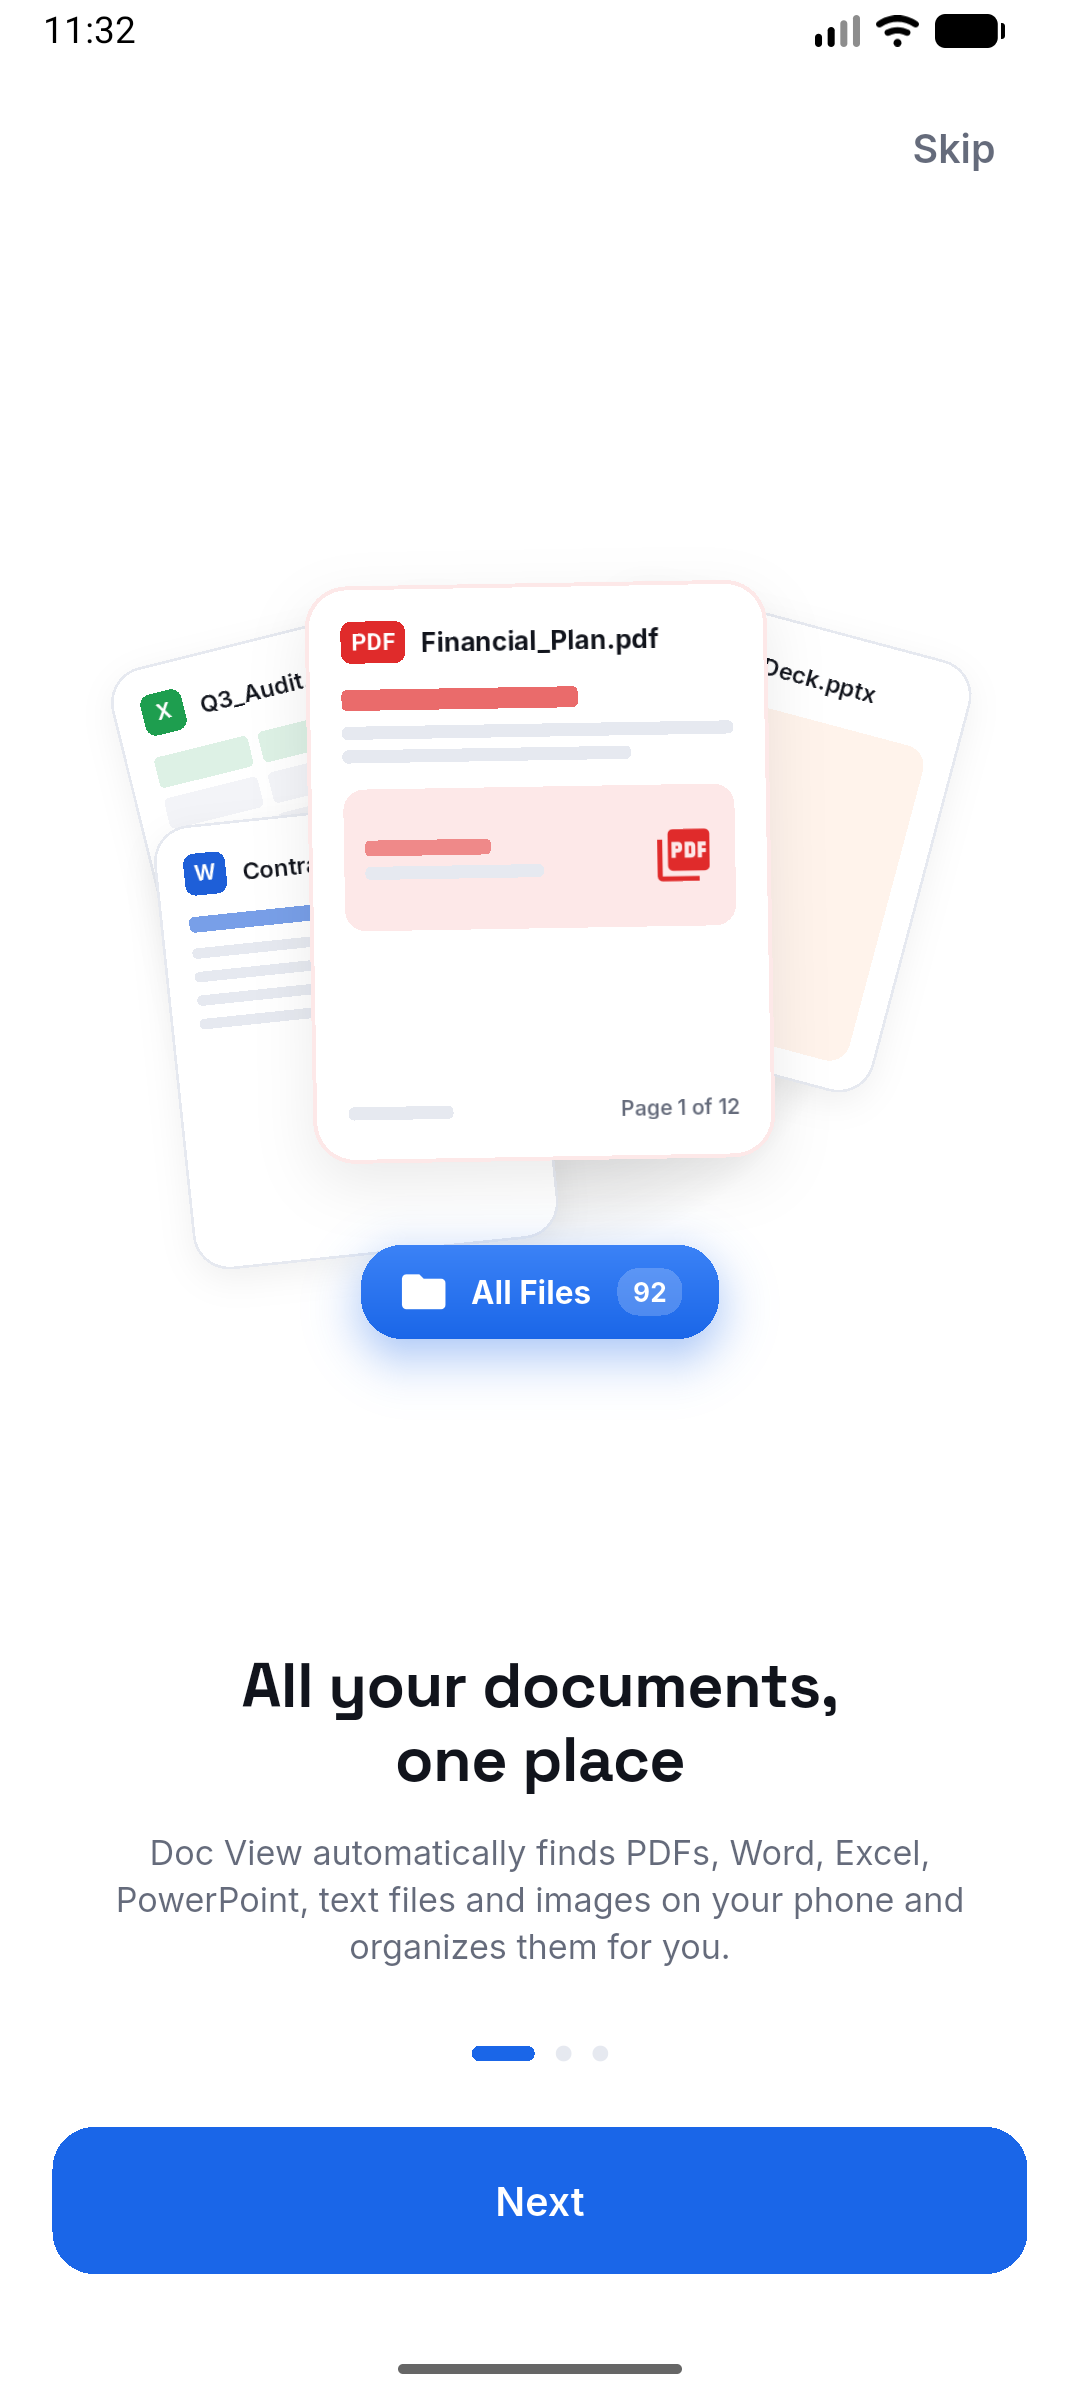 11:32
Skip
PDF Financial_Plan.pdf
X Q3_Audit
Deck.pptx
PDF
W Contra
Page 1 of 12
All Files 92
All your documents,
one place
Doc View automatically finds PDFs, Word, Excel,
PowerPoint, text files and images on your phone and
organizes them for you.
Next